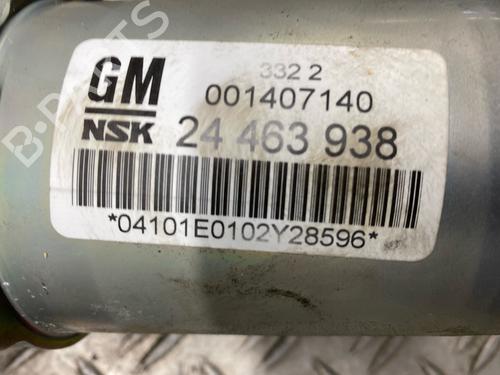 GM
332 2
001407140
NSK
24 463 938
*04101E0102Y28596*
B-PARTS